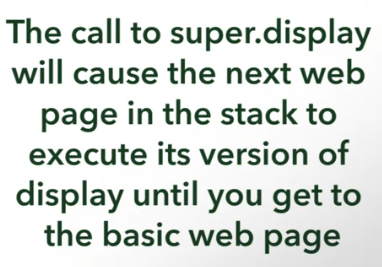 The call to super.display
will cause the next web
page in the stack to
execute its version of
display until you get to
the basic web page